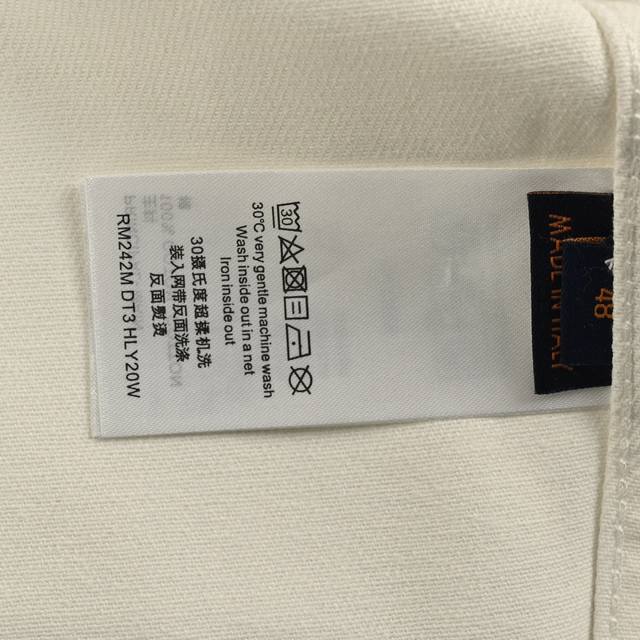 MADE IN ITALY
48
30
30°C very gentle machine wash
Wash inside out in a net
Iron inside out
30摄氏度超揉机洗
装入网带反面洗涤
反面熨烫
RM242M DT3 HLY20W